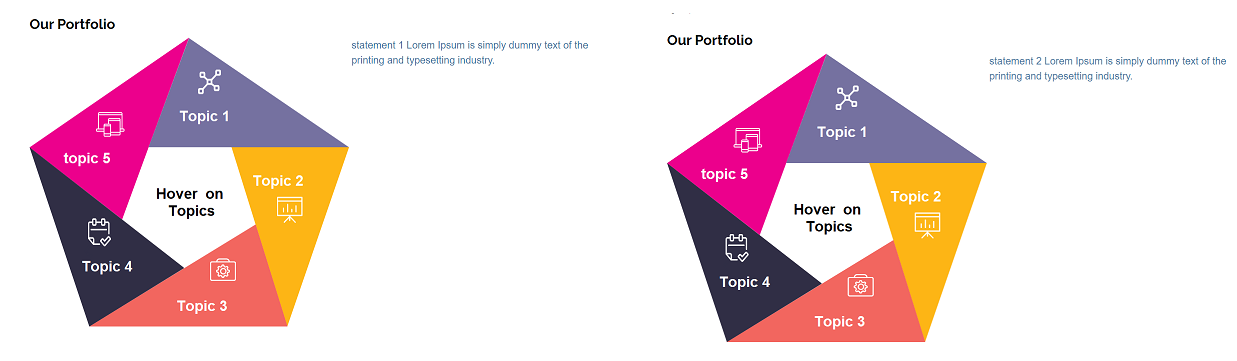 Our Portfolio
statement 1 Lorem Ipsum is simply dummy text of the
printing and typesetting industry.
Topic 1
topic 5
Topic 2
Hover on
Topics
Topic 4
Topic 3
Our Portfolio
statement 2 Lorem Ipsum is simply dummy text of the
printing and typesetting industry.
Topic 1
topic 5
Topic 2
Hover on
Topics
Topic 4
Topic 3